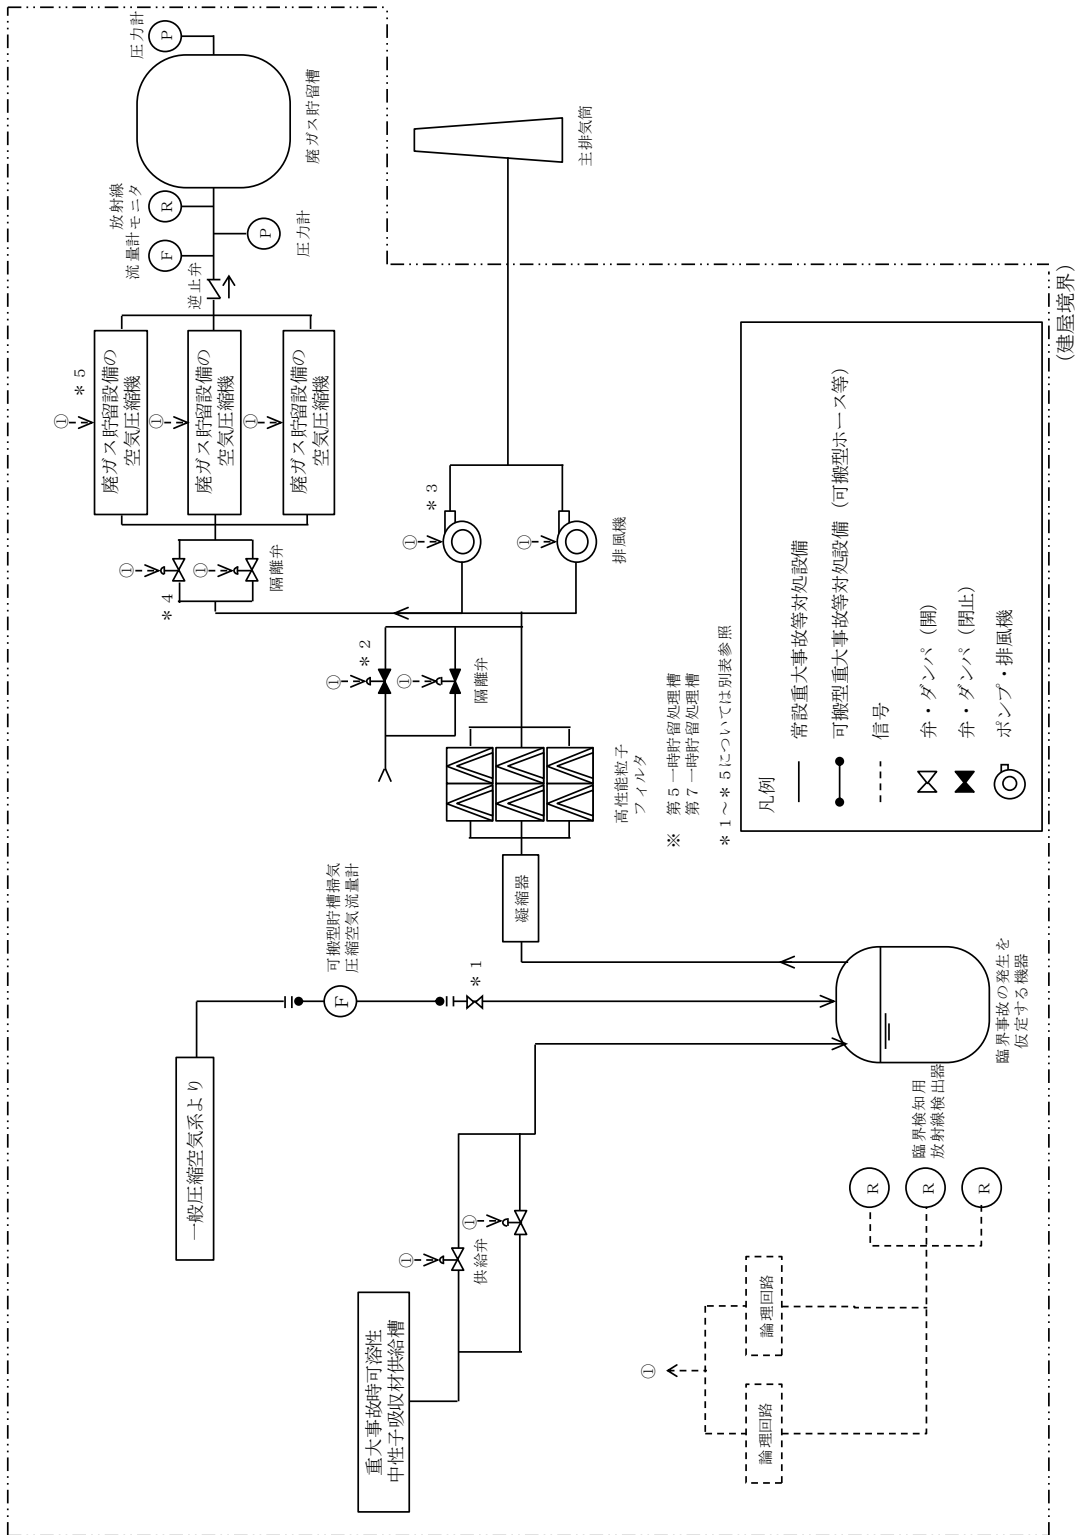 重大事故時可溶性
中性子吸収材供給槽
一般圧縮空気系より
①
供給弁
①
論理回路
論理回路
①
R
R
R
臨界検知用
放射線検出器
臨界事故の発生を
仮定する機器
可搬型貯槽掃気
圧縮空気流量計
F
＊１
凝縮器
高性能粒子
フィルタ
①
＊２
①
隔離弁
①
＊４
①
隔離弁
①
＊３
①
排風機
①
＊５
廃ガス貯留設備の
空気圧縮機
①
廃ガス貯留設備の
空気圧縮機
①
廃ガス貯留設備の
空気圧縮機
逆止弁
流量計
F
放射線
モニタ
R
P
圧力計
圧力計
P
廃ガス貯留槽
主排気筒
※　第５一時貯留処理槽
第７一時貯留処理槽
＊１～＊５については別表参照
凡例
常設重大事故等対処設備
可搬型重大事故等対処設備（可搬型ホース等）
信号
弁・ダンパ（開）
弁・ダンパ（閉止）
ポンプ・排風機
（建屋境界）